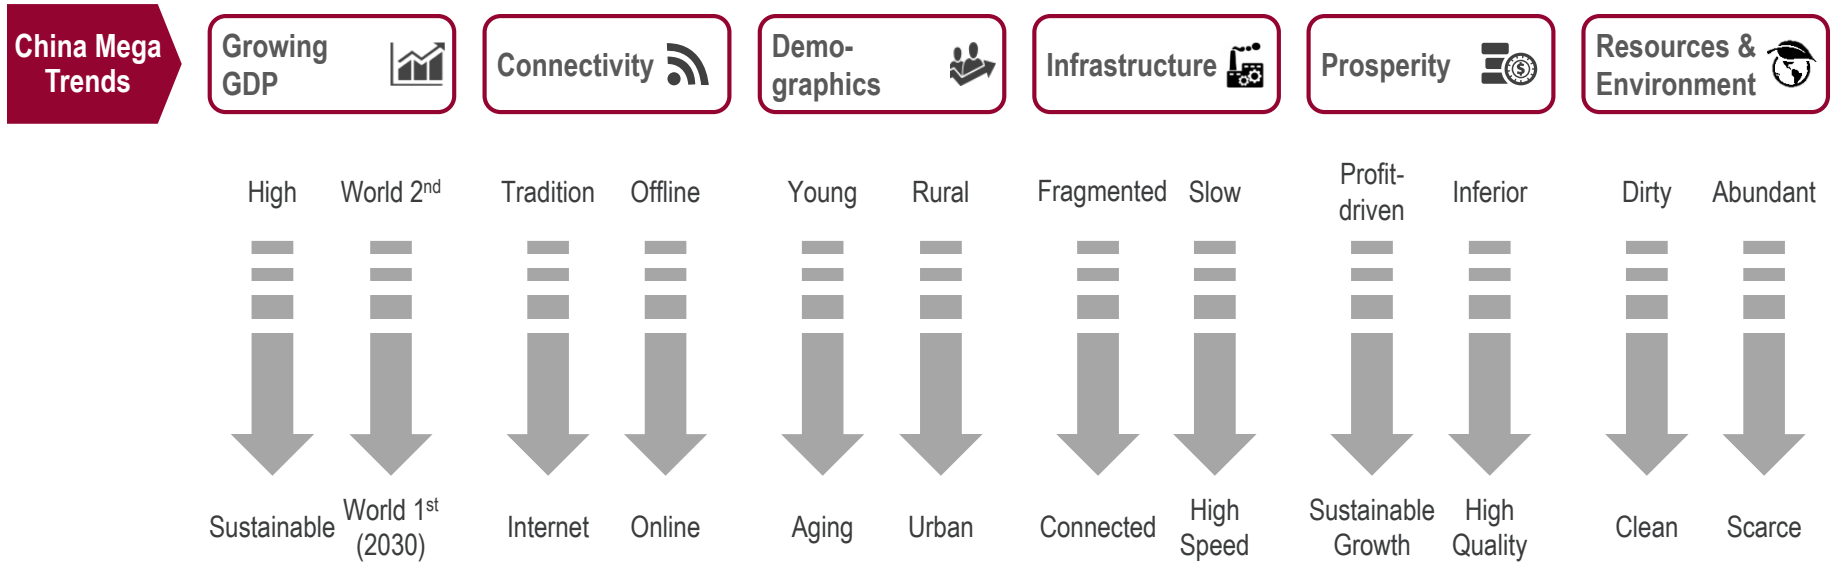 China Mega
Trends
Growing
GDP
Connectivity
Demo-
graphics
Infrastructure
Prosperity
$
Resources &
Environment
High
World 2nd
Tradition
Offline
Young
Rural
Fragmented
Slow
Profit-
driven
Inferior
Dirty
Abundant
Sustainable
World 1st
(2030)
Internet
Online
Aging
Urban
Connected
High
Speed
Sustainable
Growth
High
Quality
Clean
Scarce